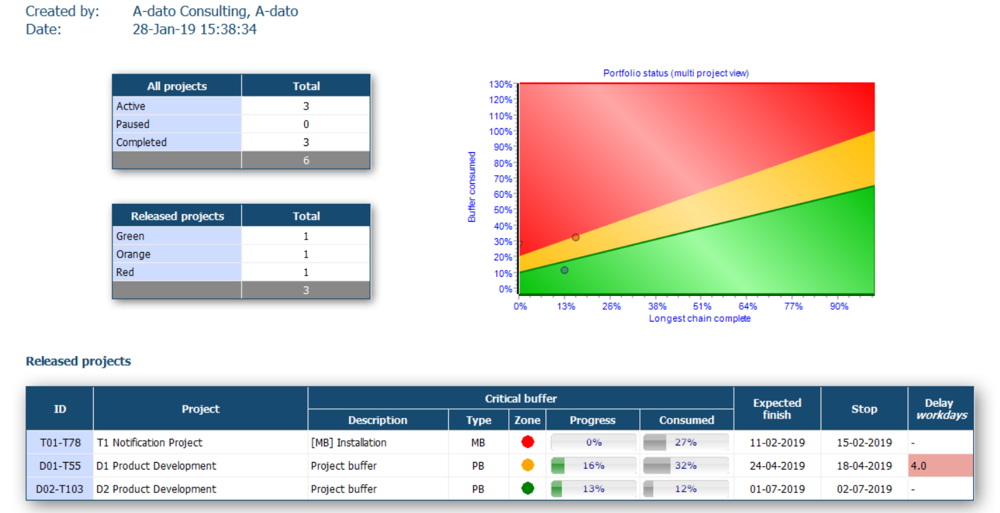 Created by: A-dato Consulting, A-dato
Date: 28-Jan-19 15:38:34
All projects Total
Active 3
Paused 0
Completed 3
6
Released projects Total
Green 1
Orange 1
Red 1
3
Portfolio status (multi project view)
130%
120%
110%
100%
90%
80%
70%
60%
50%
40%
30%
20%
10%
0%
Buffer consumed
0% 13% 26% 38% 51% 64% 77% 90%
Longest chain complete
Released projects
ID Project Critical buffer Expected finish Stop Delay workdays
Description Type Zone Progress Consumed
T01-T78 T1 Notification Project [MB] Installation MB 0% 27% 11-02-2019 15-02-2019 -
D01-T55 D1 Product Development Project buffer PB 16% 32% 24-04-2019 18-04-2019 4.0
D02-T103 D2 Product Development Project buffer PB 13% 12% 01-07-2019 02-07-2019 -